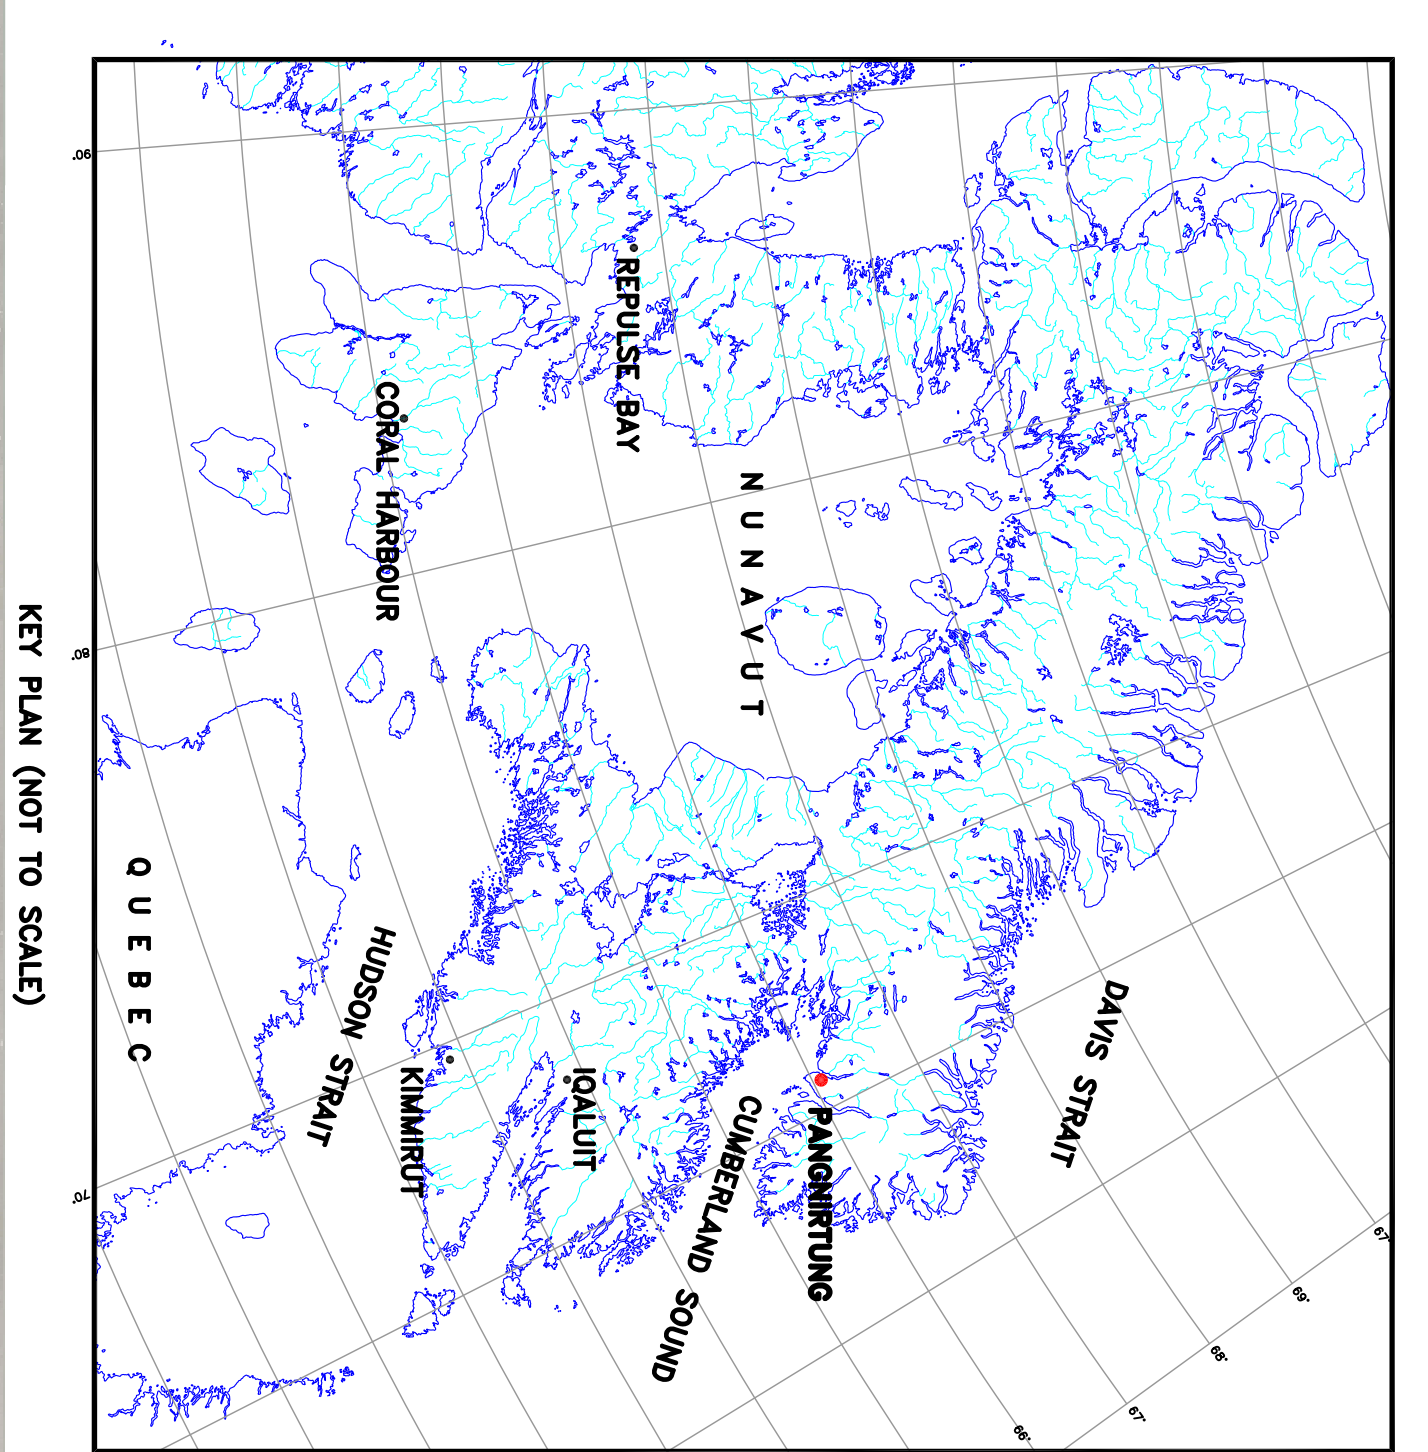 90°
80°
70°
REPULSE BAY
CORAL HARBOUR
NUNAVUT
KEY PLAN (NOT TO SCALE)
QUEBEC
HUDSON STRAIT
KIMMIRUT
IQALUIT
CUMBERLAND SOUND
PANGNIRTUNG
DAVIS STRAIT
67°
69°
68°
67°
66°